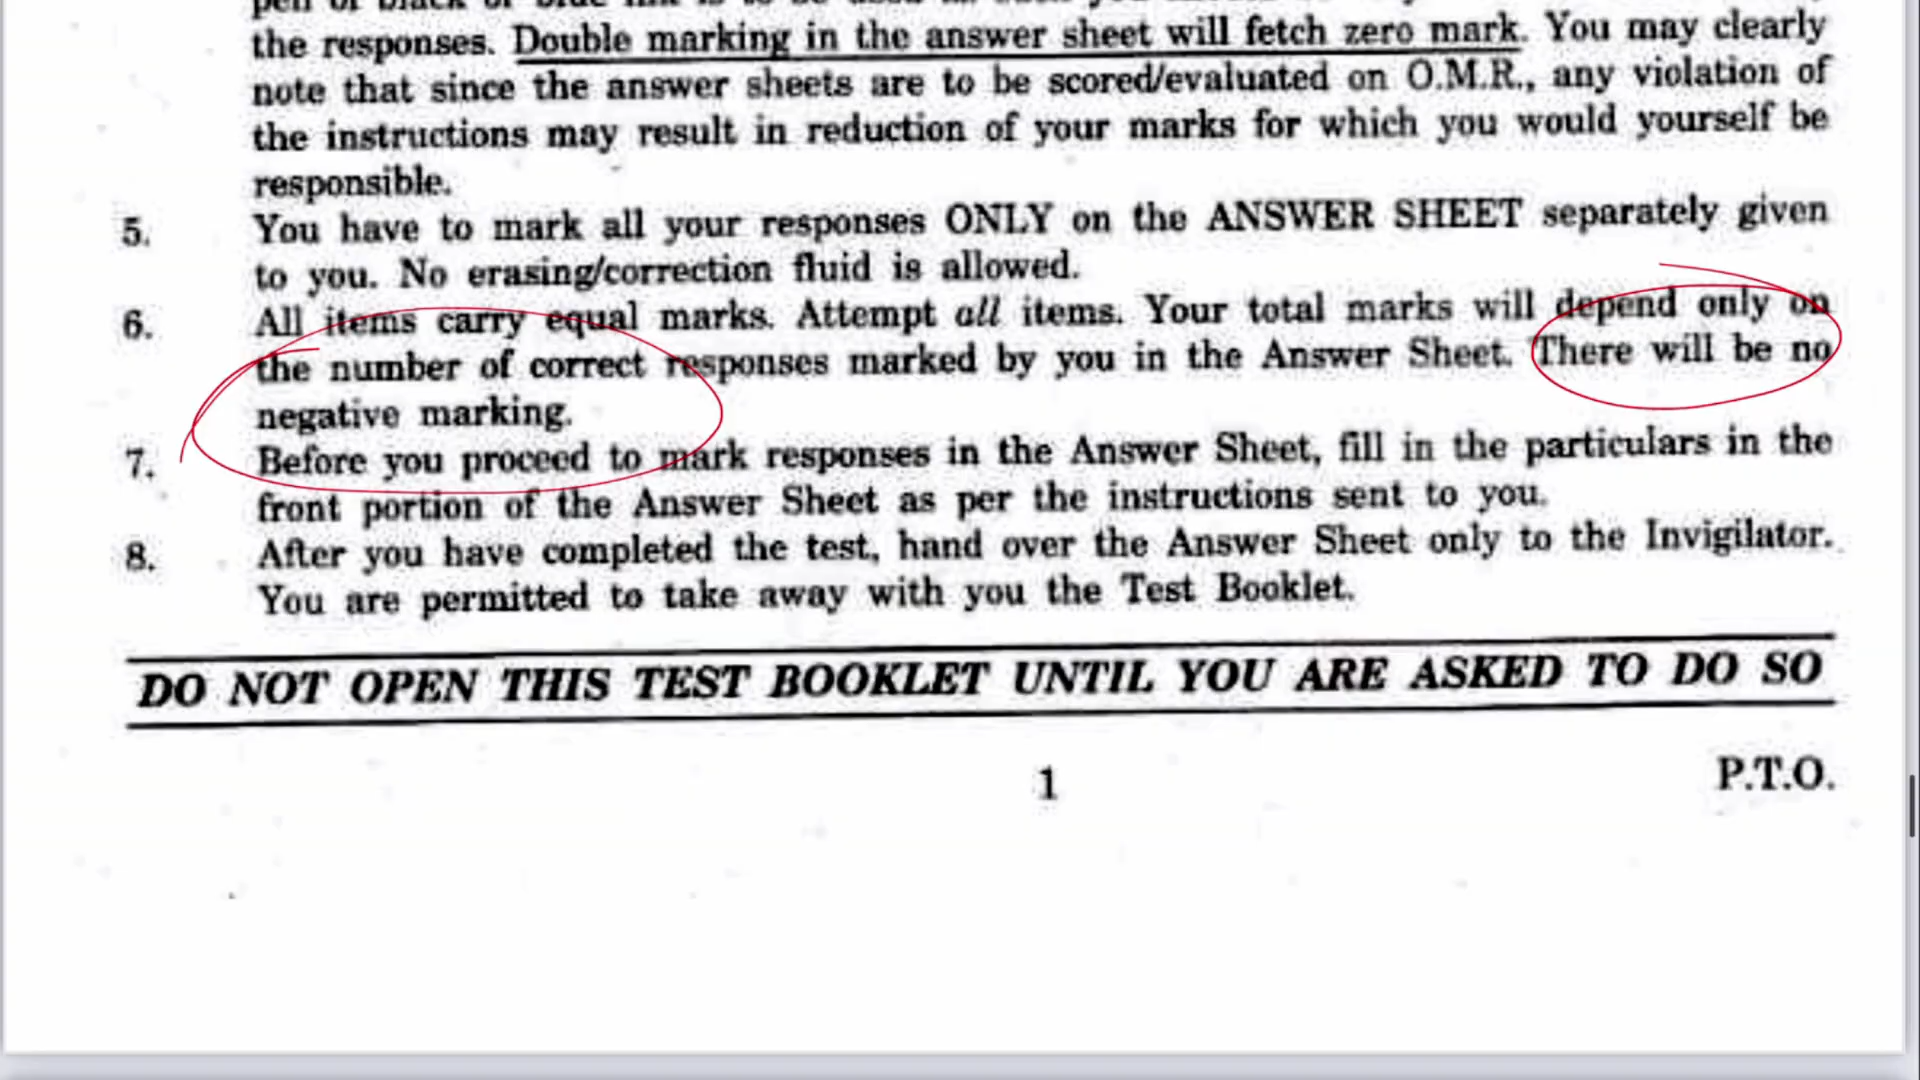 the responses. Double marking in the answer sheet will fetch zero mark. You may clearly
note that since the answer sheets are to be scored/evaluated on O.M.R., any violation of
the instructions may result in reduction of your marks for which you would yourself be
responsible.
5. You have to mark all your responses ONLY on the ANSWER SHEET separately given
to you. No erasing/correction fluid is allowed.
6. All items carry equal marks. Attempt all items. Your total marks will depend only on
the number of correct responses marked by you in the Answer Sheet. There will be no
negative marking.
7. Before you proceed to mark responses in the Answer Sheet, fill in the particulars in the
front portion of the Answer Sheet as per the instructions sent to you.
8. After you have completed the test, hand over the Answer Sheet only to the Invigilator.
You are permitted to take away with you the Test Booklet.
DO NOT OPEN THIS TEST BOOKLET UNTIL YOU ARE ASKED TO DO SO
1
P.T.O.